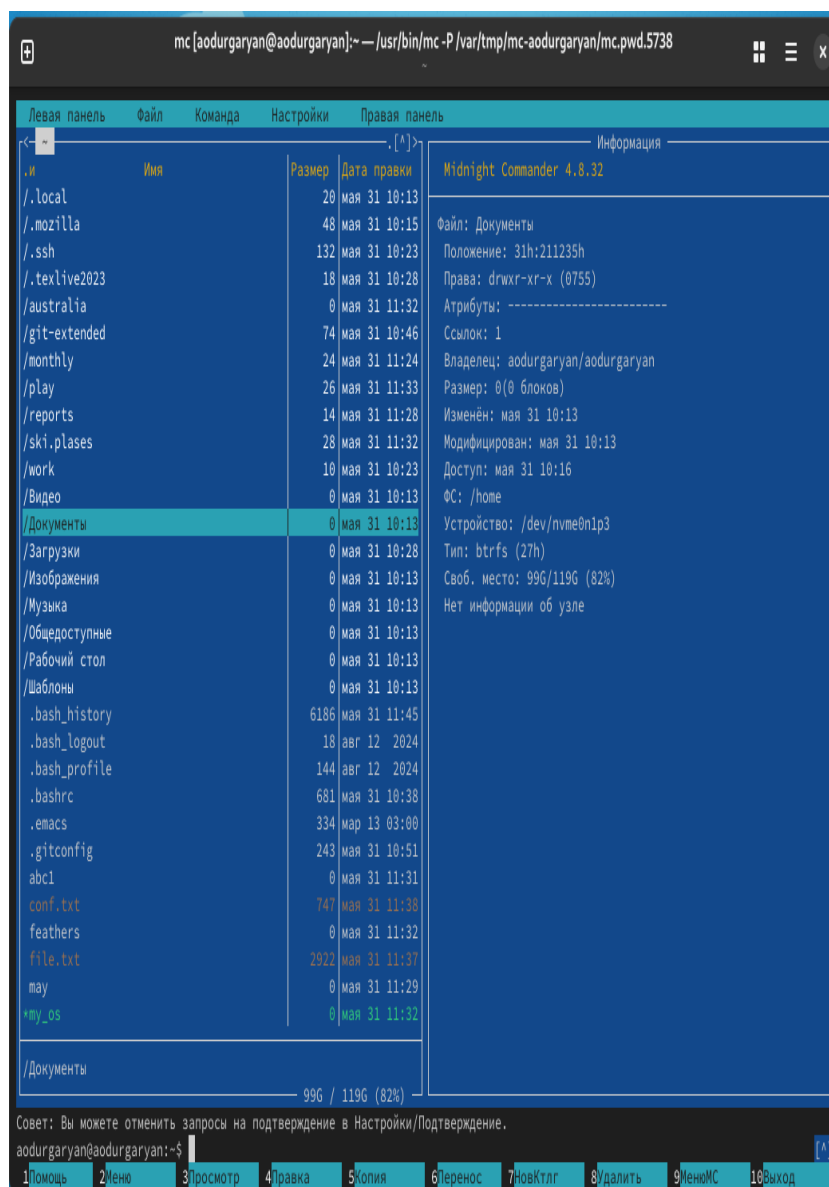 mc [aodurgaryan@aodurgaryan]:~ — /usr/bin/mc -P /var/tmp/mc-aodurgaryan/mc.pwd.5738
~
Левая панель Файл Команда Настройки Правая панель
<- ~ .[^]>
.и Имя Размер Дата правки
/.local 20 мая 31 10:13
/.mozilla 48 мая 31 10:15
/.ssh 132 мая 31 10:23
/.texlive2023 18 мая 31 10:28
/australia 0 мая 31 11:32
/git-extended 74 мая 31 10:46
/monthly 24 мая 31 11:24
/play 26 мая 31 11:33
/reports 14 мая 31 11:28
/ski.plases 28 мая 31 11:32
/work 10 мая 31 10:23
/Видео 0 мая 31 10:13
/Документы 0 мая 31 10:13
/Загрузки 0 мая 31 10:28
/Изображения 0 мая 31 10:13
/Музыка 0 мая 31 10:13
/Общедоступные 0 мая 31 10:13
/Рабочий стол 0 мая 31 10:13
/Шаблоны 0 мая 31 10:13
.bash_history 6186 мая 31 11:45
.bash_logout 18 авг 12 2024
.bash_profile 144 авг 12 2024
.bashrc 681 мая 31 10:38
.emacs 334 мар 13 03:00
.gitconfig 243 мая 31 10:51
abc1 0 мая 31 11:31
conf.txt 747 мая 31 11:38
feathers 0 мая 31 11:32
file.txt 2922 мая 31 11:37
may 0 мая 31 11:29
*my_os 0 мая 31 11:32
/Документы
99G / 119G (82%)
Информация
Midnight Commander 4.8.32
Файл: Документы
Положение: 31h:211235h
Права: drwxr-xr-x (0755)
Атрибуты: -------------------------
Ссылок: 1
Владелец: aodurgaryan/aodurgaryan
Размер: 0(0 блоков)
Изменён: мая 31 10:13
Модифицирован: мая 31 10:13
Доступ: мая 31 10:16
ФС: /home
Устройство: /dev/nvme0n1p3
Тип: btrfs (27h)
Своб. место: 99G/119G (82%)
Нет информации об узле
Совет: Вы можете отменить запросы на подтверждение в Настройки/Подтверждение.
aodurgaryan@aodurgaryan:~$ [^]
1Помощь 2Меню 3Просмотр 4Правка 5Копия 6Перенос 7НовКтлг 8Удалить 9МенюMC 10Выход